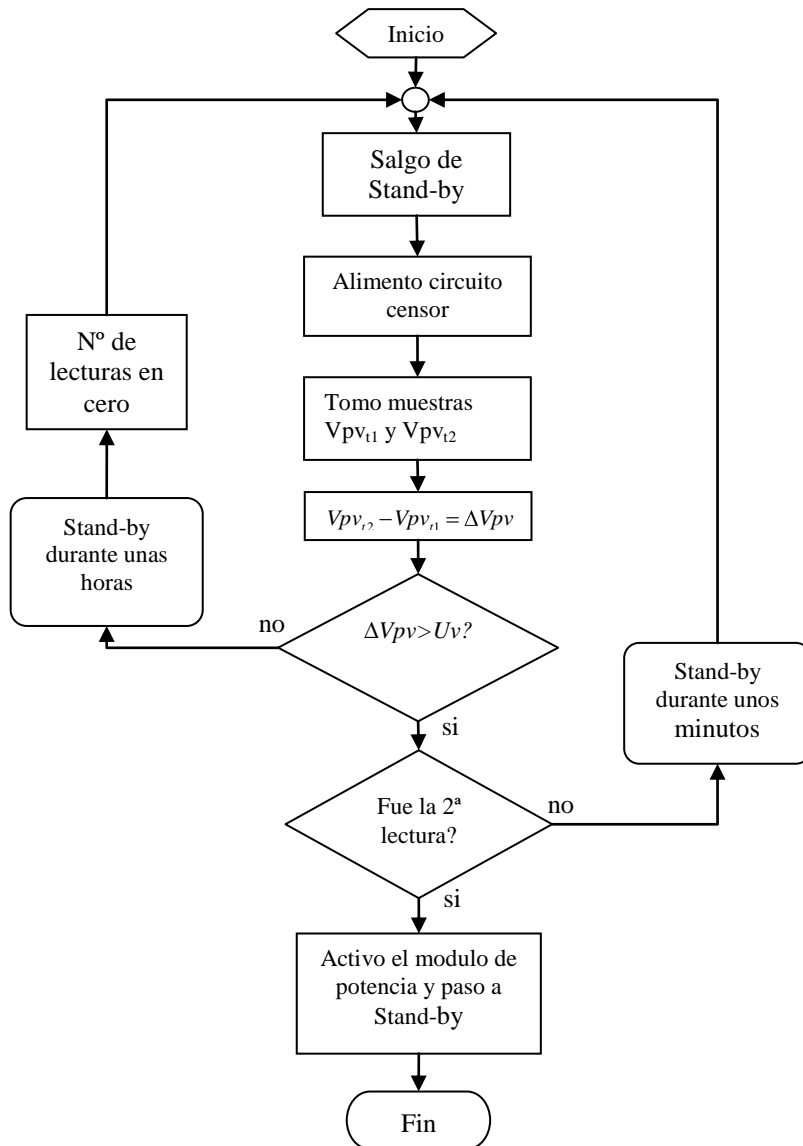 Inicio
Salgo de
Stand-by
Alimento circuito
censor
Nº de
lecturas en
cero
Tomo muestras
Vpvt1 y Vpvt2
Vpvt2 − Vpvt1 = ΔVpv
Stand-by
durante unas
horas
no
ΔVpv>Uv?
Stand-by
durante unos
minutos
si
Fue la 2ª
lectura?
no
si
Activo el modulo de
potencia y paso a
Stand-by
Fin